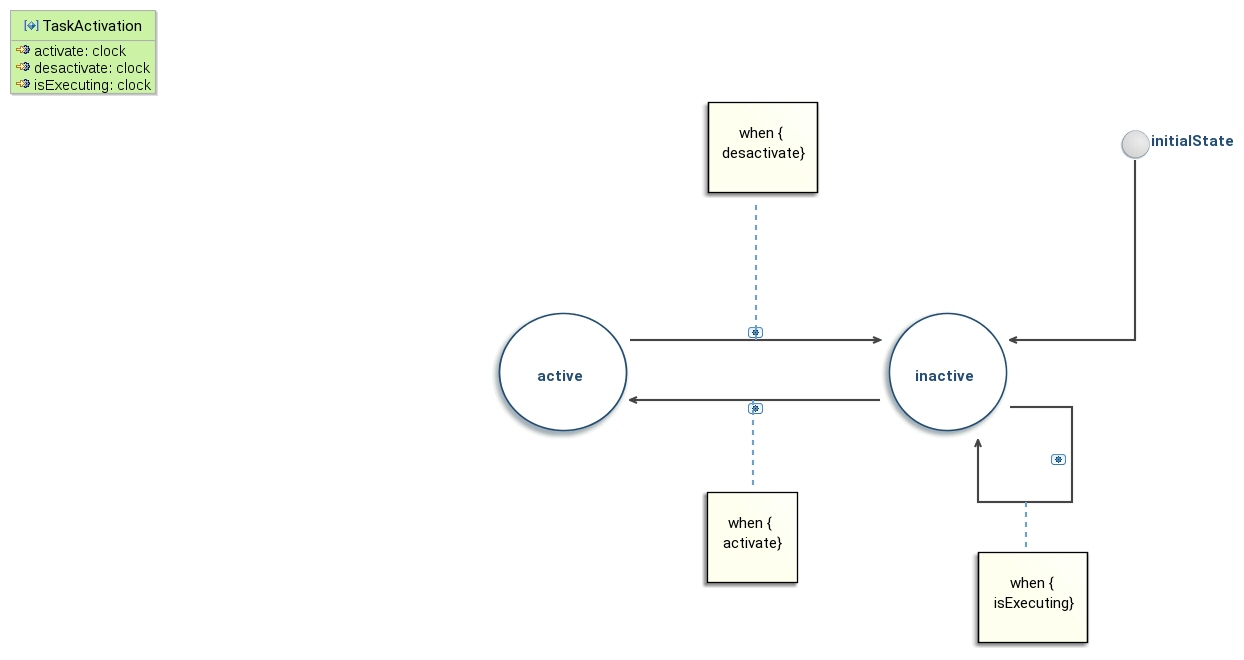 TaskActivation
activate: clock
desactivate: clock
isExecuting: clock
when {
desactivate}
initialState
active
inactive
when {
activate}
when {
isExecuting}